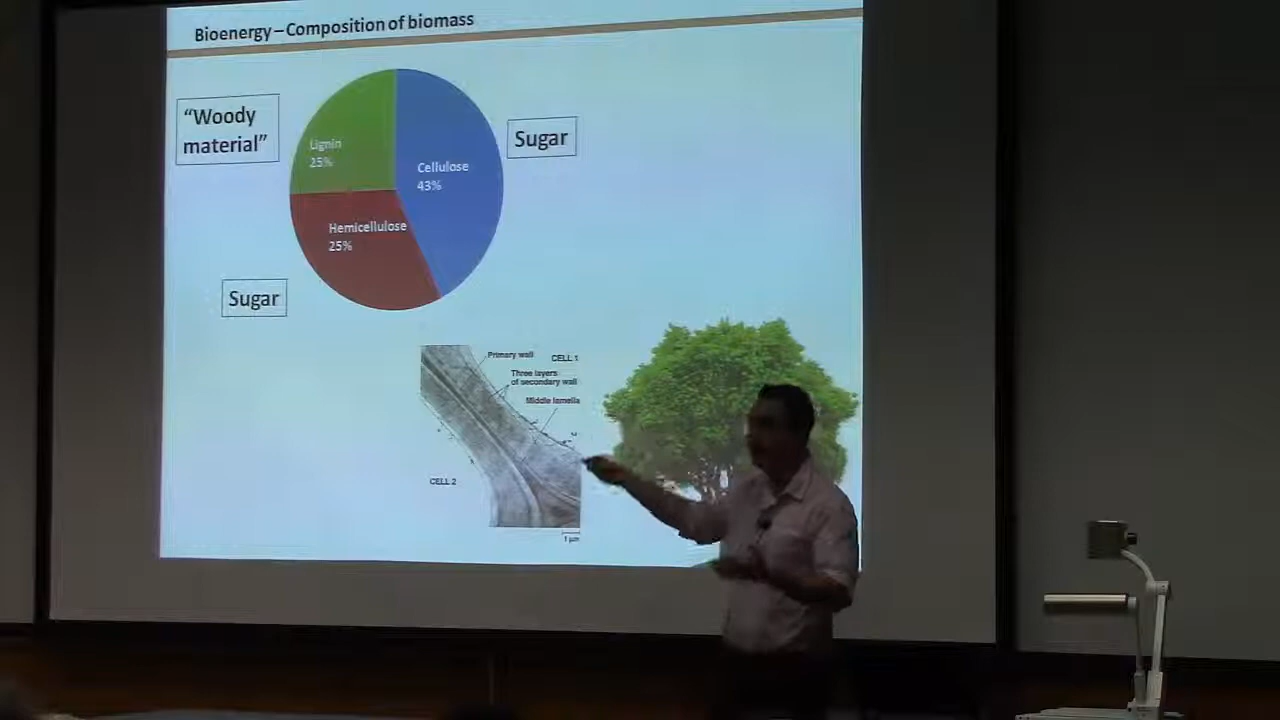 Bioenergy – Composition of biomass
“Woody
material”
Lignin
25%
Cellulose
43%
Sugar
Hemicellulose
25%
Sugar
Primary wall
CELL 1
Three layers
of secondary wall
Middle lamella
CELL 2
1 µm